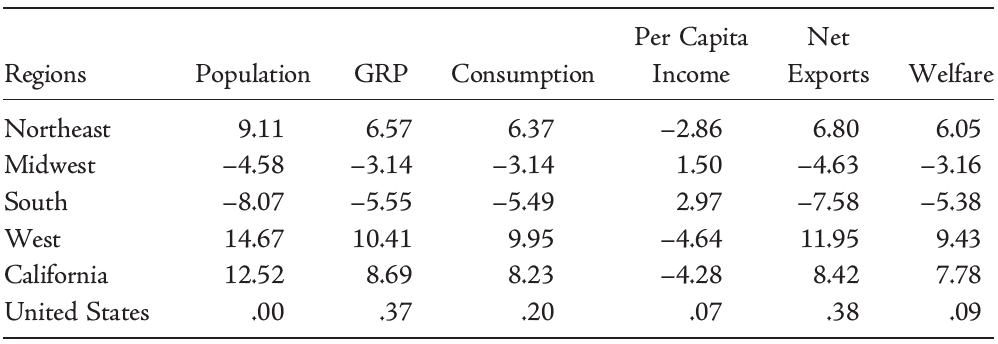 Per Capita Net
Regions Population GRP Consumption Income Exports Welfare
Northeast 9.11 6.57 6.37 –2.86 6.80 6.05
Midwest –4.58 –3.14 –3.14 1.50 –4.63 –3.16
South –8.07 –5.55 –5.49 2.97 –7.58 –5.38
West 14.67 10.41 9.95 –4.64 11.95 9.43
California 12.52 8.69 8.23 –4.28 8.42 7.78
United States .00 .37 .20 .07 .38 .09